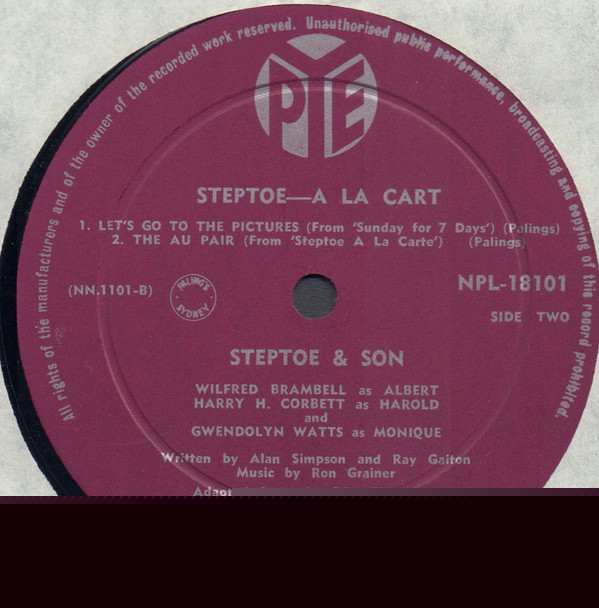 All rights of the manufacturers and of the owner of the recorded work reserved. Unauthorised public performance, broadcasting and copying of this record prohibited.
PYE
STEPTOE—A LA CART
1. LET'S GO TO THE PICTURES (From 'Sunday for 7 Days') (Palings)
2. THE AU PAIR (From 'Steptoe A La Carte') (Palings)
(NN.1101-B)
PALING'S
SYDNEY
NPL-18101
SIDE TWO
STEPTOE & SON
WILFRED BRAMBELL as ALBERT
HARRY H. CORBETT as HAROLD
and
GWENDOLYN WATTS as MONIQUE
Written by Alan Simpson and Ray Galton
Music by Ron Grainer